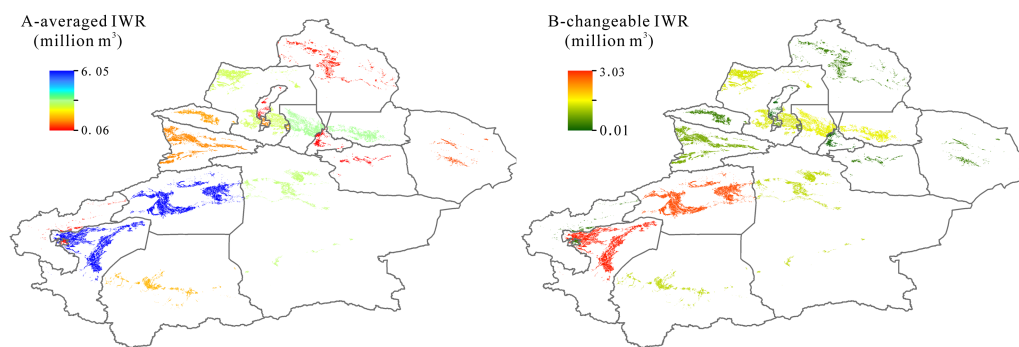 A-averaged IWR
(million m³)
6.05
0.06
B-changeable IWR
(million m³)
3.03
0.01